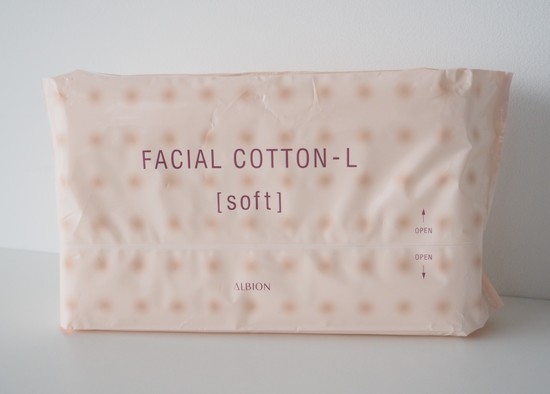 FACIAL COTTON-L
[soft]
OPEN
OPEN
ALBION